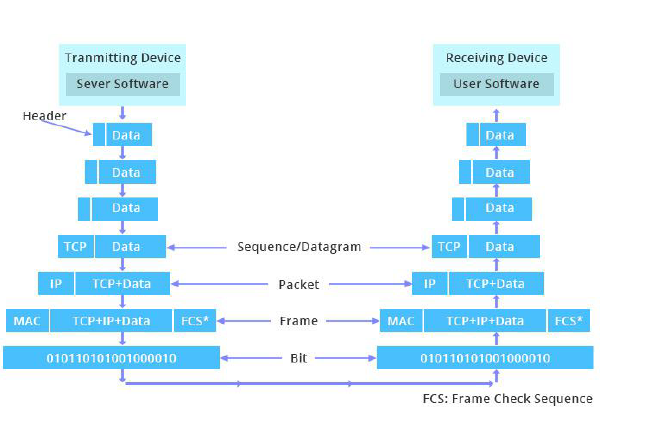 Tranmitting Device
Receiving Device
Sever Software
User Software
Header
Data
Data
Data
Data
Data
Data
TCP Data
Sequence/Datagram
TCP Data
IP TCP+Data
Packet
IP TCP+Data
MAC TCP+IP+Data FCS*
Frame
MAC TCP+IP+Data FCS*
010110101001000010
Bit
010110101001000010
FCS: Frame Check Sequence